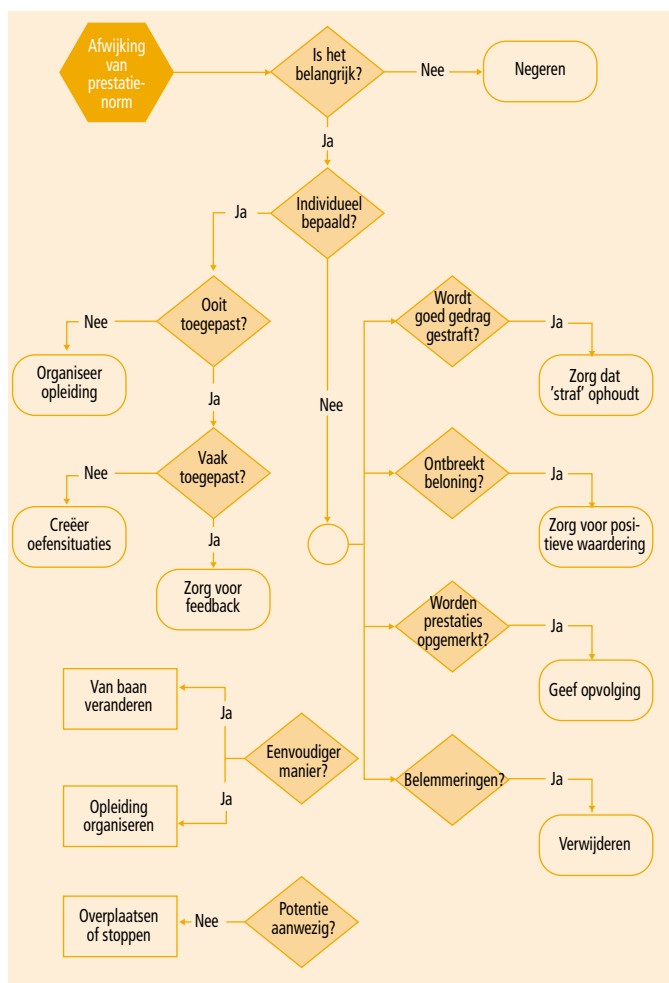 Afwijking
van
prestatie-
norm
Is het
belangrijk?
Nee
Negeren
Ja
Individueel
bepaald?
Ja
Ooit
toegepast?
Nee
Organiseer
opleiding
Ja
Vaak
toegepast?
Nee
Creëer
oefensituaties
Ja
Zorg voor
feedback
Nee
Wordt
goed gedrag
gestraft?
Ja
Zorg dat
'straf' ophoudt
Ontbreekt
beloning?
Ja
Zorg voor posi-
tieve waardering
Worden
prestaties
opgemerkt?
Ja
Geef opvolging
Belemmeringen?
Ja
Verwijderen
Eenvoudiger
manier?
Ja
Van baan
veranderen
Ja
Opleiding
organiseren
Potentie
aanwezig?
Nee
Overplaatsen
of stoppen